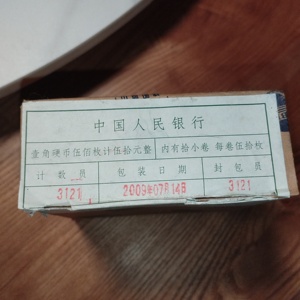 中国人民银行
壹角硬币伍佰枚计伍拾元整 内有拾小卷 每卷伍拾枚
计数员 包装日期 封包员
3121 2009年07月14日 3121